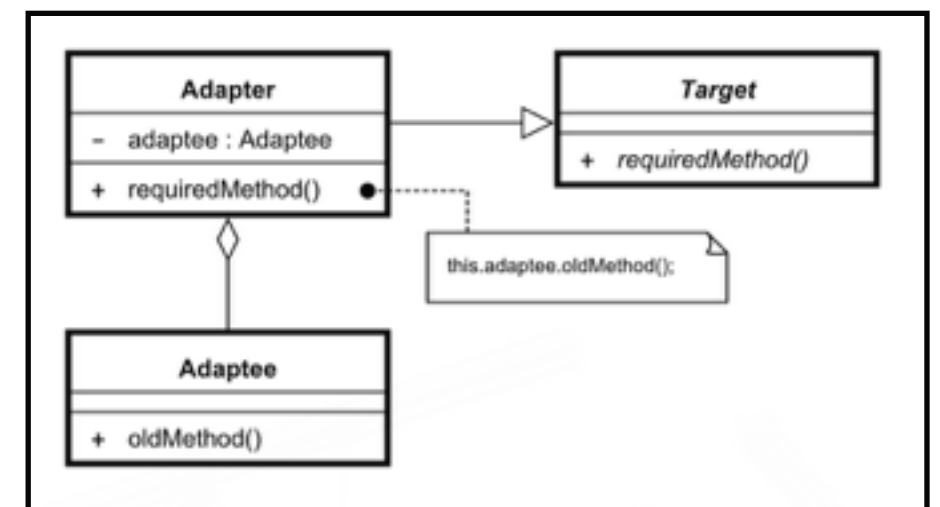 Adapter
- adaptee : Adaptee
+ requiredMethod()
Target
+ requiredMethod()
this.adaptee.oldMethod();
Adaptee
+ oldMethod()